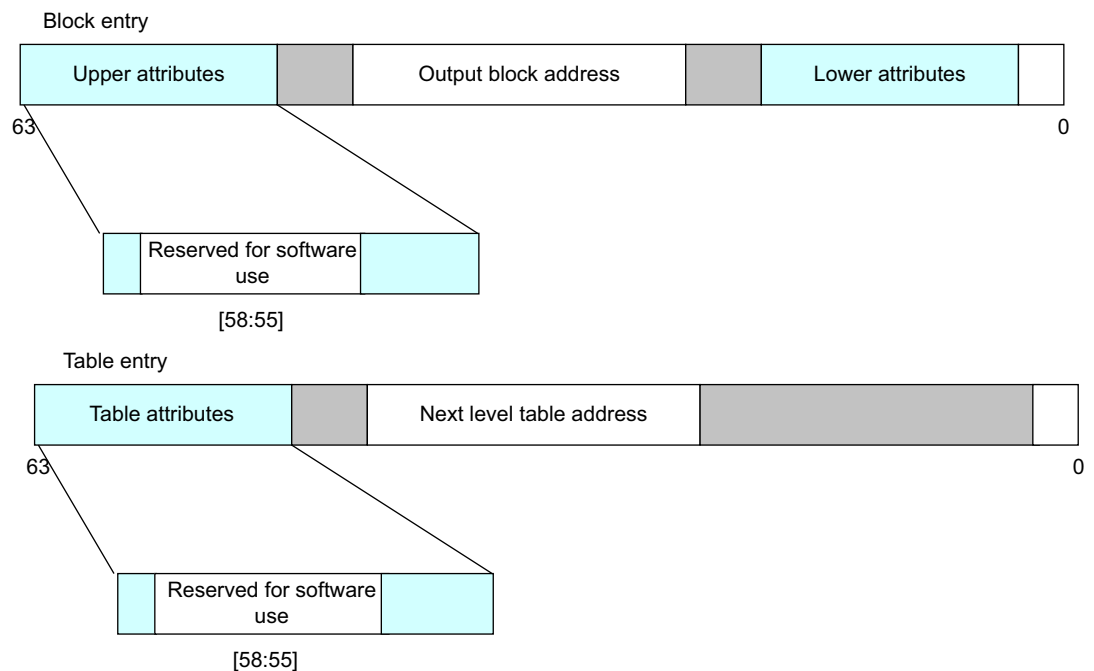 Block entry
Upper attributes
Output block address
Lower attributes
63
0
Reserved for software
use
[58:55]
Table entry
Table attributes
Next level table address
63
0
Reserved for software
use
[58:55]